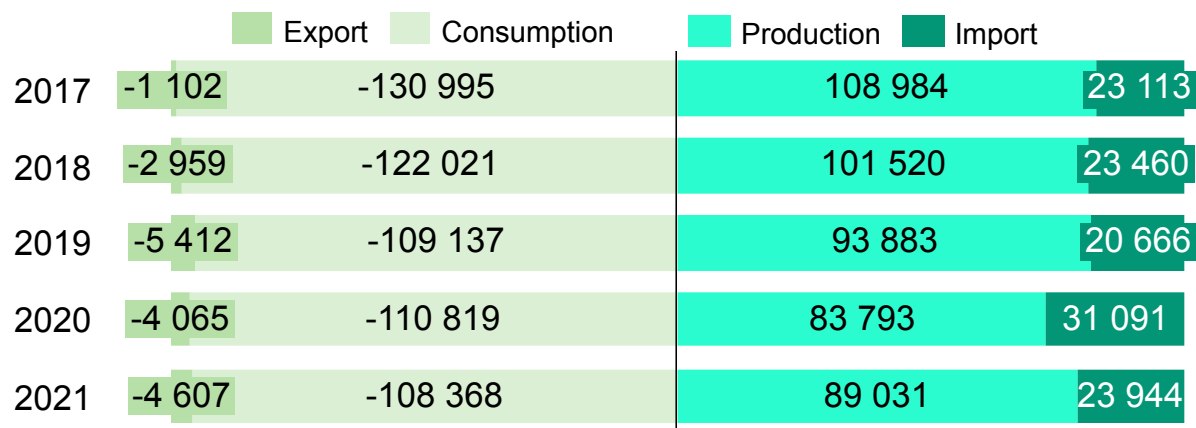 Export Consumption Production Import
2017 -1 102 -130 995 108 984 23 113
2018 -2 959 -122 021 101 520 23 460
2019 -5 412 -109 137 93 883 20 666
2020 -4 065 -110 819 83 793 31 091
2021 -4 607 -108 368 89 031 23 944